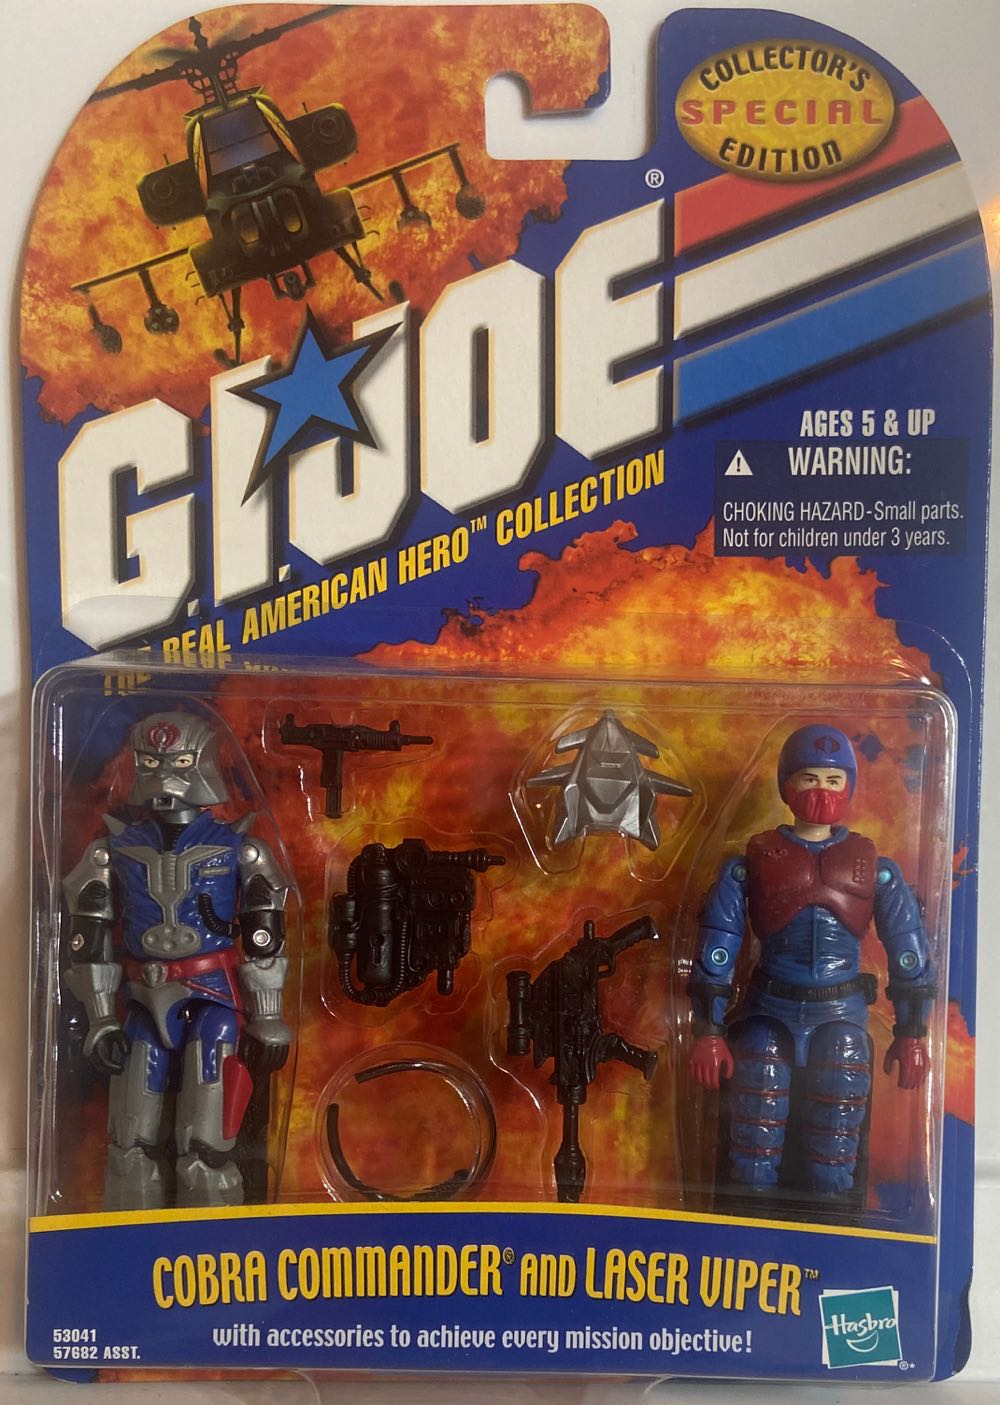 COLLECTOR'S
SPECIAL
EDITION
G.I.JOE®
REAL AMERICAN HERO™ COLLECTION
AGES 5 & UP
⚠ WARNING:
CHOKING HAZARD-Small parts.
Not for children under 3 years.
COBRA COMMANDER® AND LASER VIPER™
with accessories to achieve every mission objective!
53041
57682 ASST.
Hasbro
®*